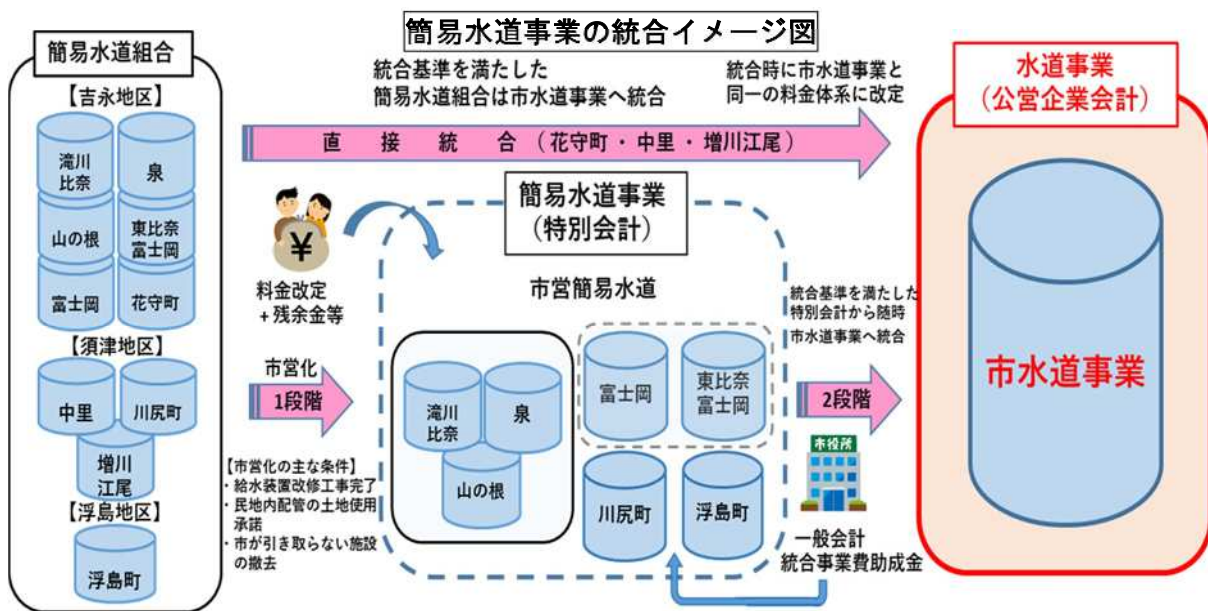 簡易水道事業の統合イメージ図
簡易水道組合
【吉永地区】
滝川
比奈
泉
山の根
東比奈
富士岡
富士岡
花守町
【須津地区】
中里
川尻町
増川
江尾
【浮島地区】
浮島町
統合基準を満たした
簡易水道組合は市水道事業へ統合
統合時に市水道事業と
同一の料金体系に改定
直接統合(花守町・中里・増川江尾)
¥
料金改定
+残余金等
市営化
1段階
【市営化の主な条件】
・給水装置改修工事完了
・民地内配管の土地使用
承諾
・市が引き取らない施設
の撤去
簡易水道事業
(特別会計)
市営簡易水道
滝川
比奈
泉
山の根
富士岡
東比奈
富士岡
川尻町
浮島町
統合基準を満たした
特別会計から随時
市水道事業へ統合
2段階
市役所
一般会計
統合事業費助成金
水道事業
(公営企業会計)
市水道事業